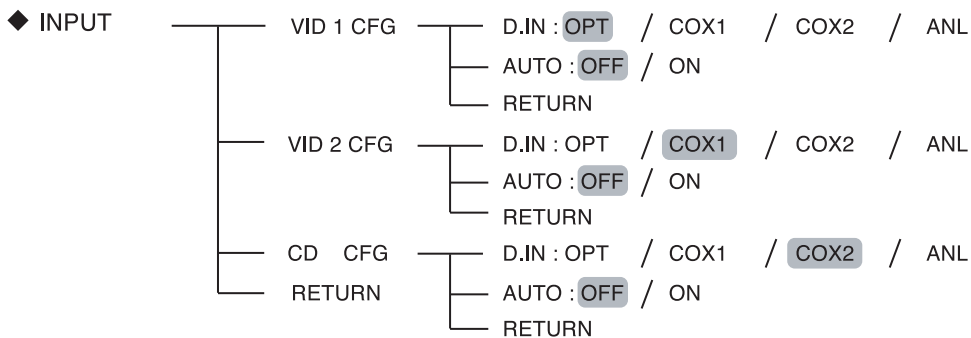 ◆ INPUT VID 1 CFG D.IN : OPT / COX1 / COX2 / ANL
AUTO : OFF / ON
RETURN
VID 2 CFG D.IN : OPT / COX1 / COX2 / ANL
AUTO : OFF / ON
RETURN
CD CFG D.IN : OPT / COX1 / COX2 / ANL
RETURN AUTO : OFF / ON
RETURN